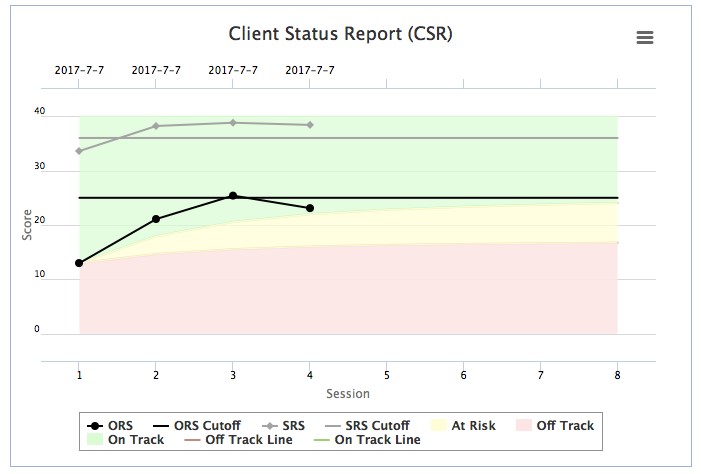 Client Status Report (CSR)
2017-7-7 2017-7-7 2017-7-7 2017-7-7
40
30
20
10
0
Score
1 2 3 4 5 6 7 8
Session
ORS ORS Cutoff SRS SRS Cutoff At Risk Off Track
On Track Off Track Line On Track Line